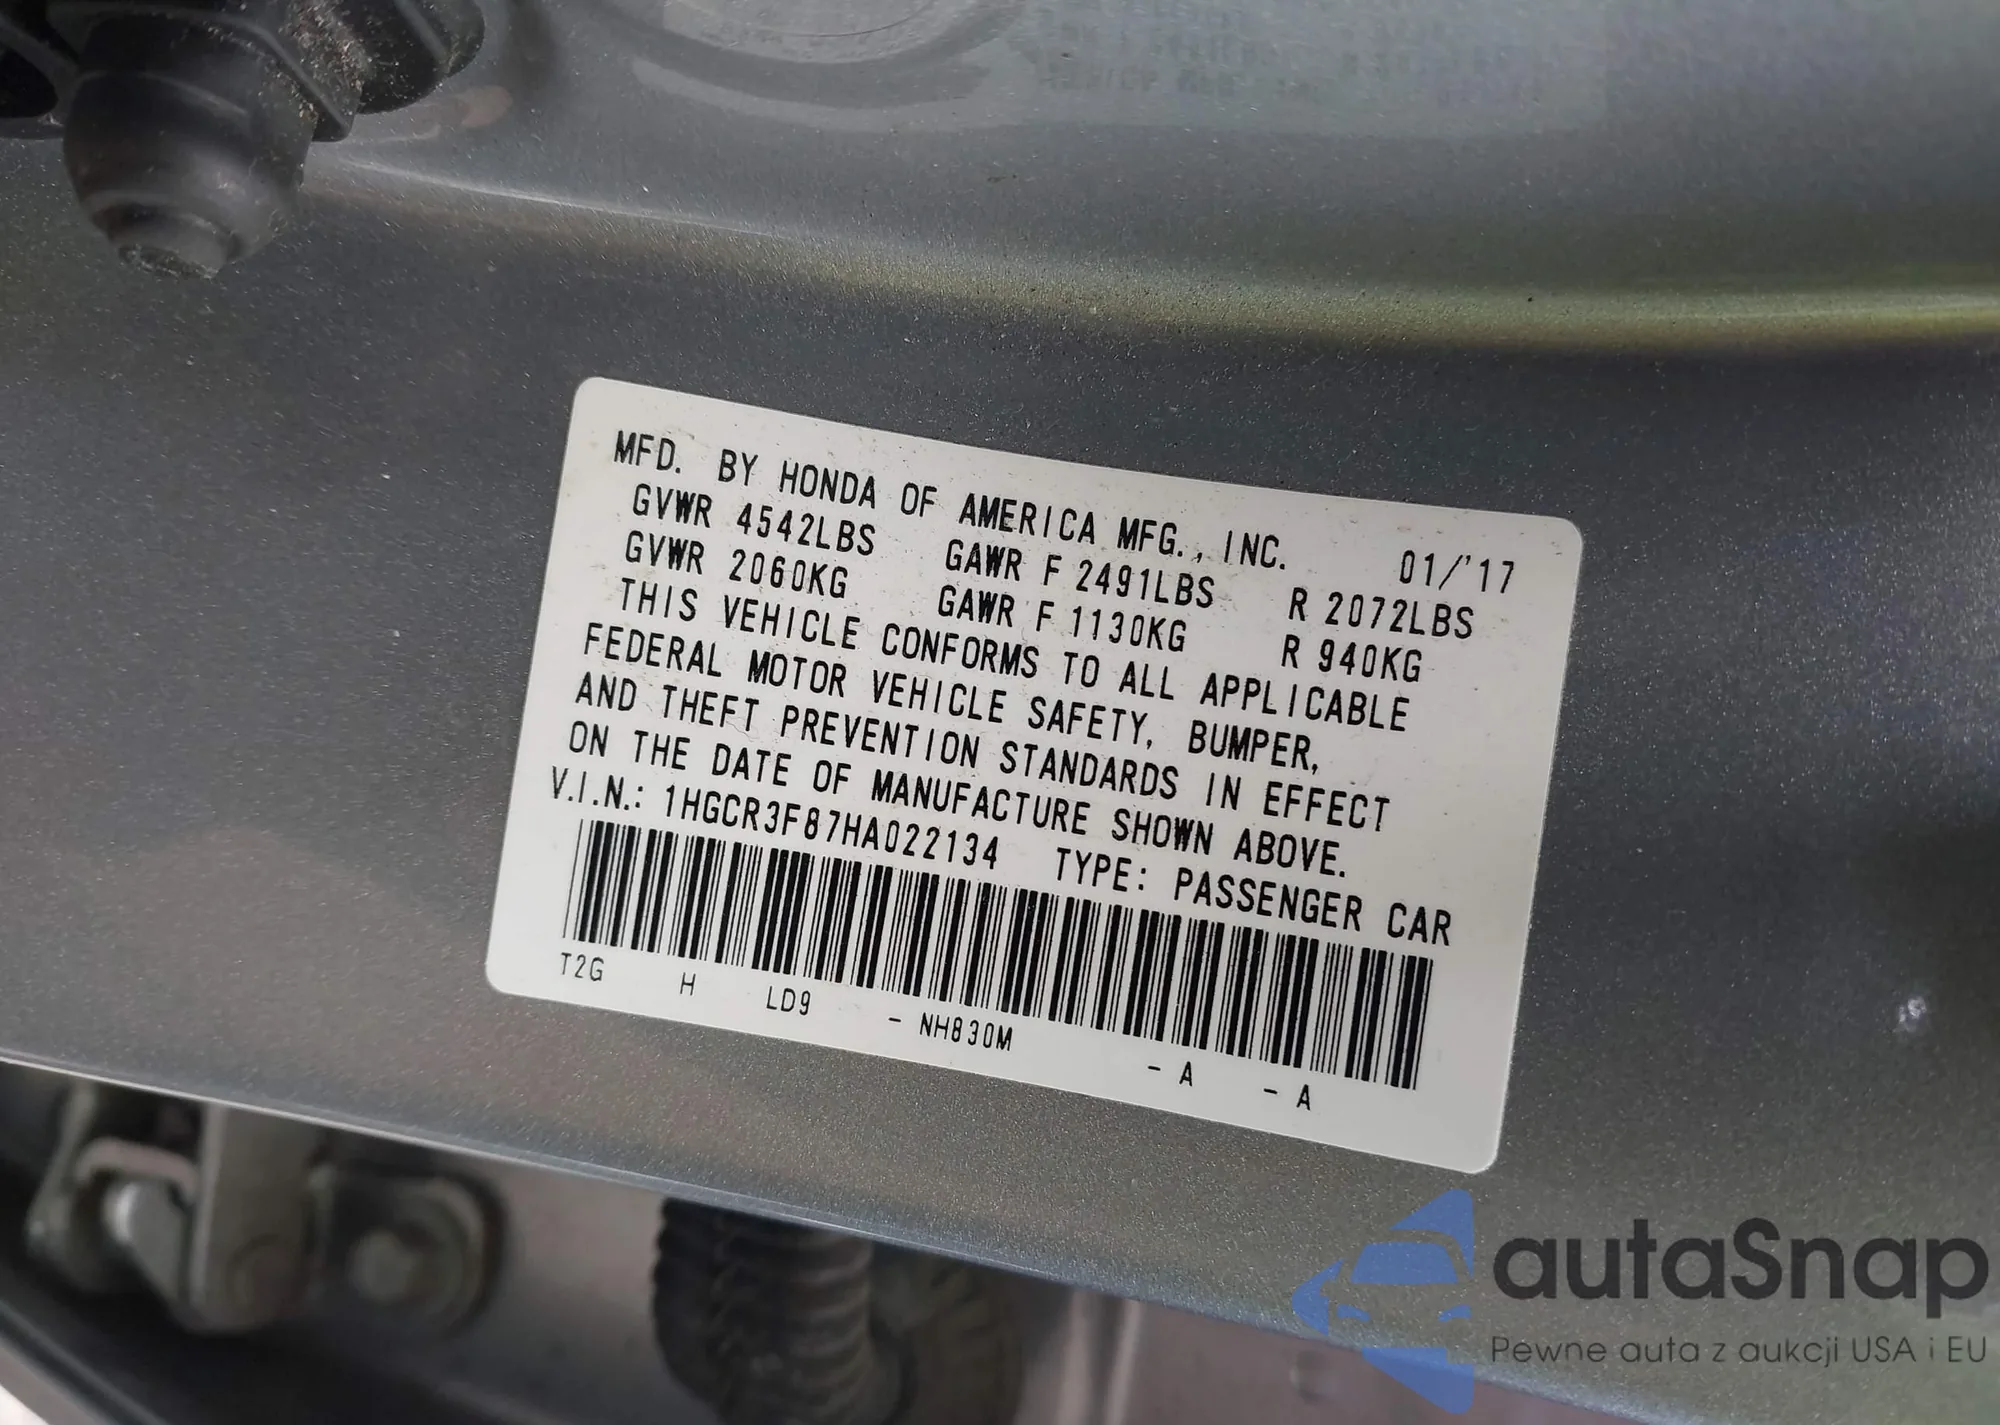 MFD. BY HONDA OF AMERICA MFG., INC. 01/'17
GVWR 4542LBS GAWR F 2491LBS R 2072LBS
GVWR 2060KG GAWR F 1130KG R 940KG
THIS VEHICLE CONFORMS TO ALL APPLICABLE
FEDERAL MOTOR VEHICLE SAFETY, BUMPER,
AND THEFT PREVENTION STANDARDS IN EFFECT
ON THE DATE OF MANUFACTURE SHOWN ABOVE.
V.I.N.: 1HGCR3F87HA022134 TYPE: PASSENGER CAR
T2G H LD9 - NH830M - A - A
autaSnap
Pewne auta z aukcji USA i EU